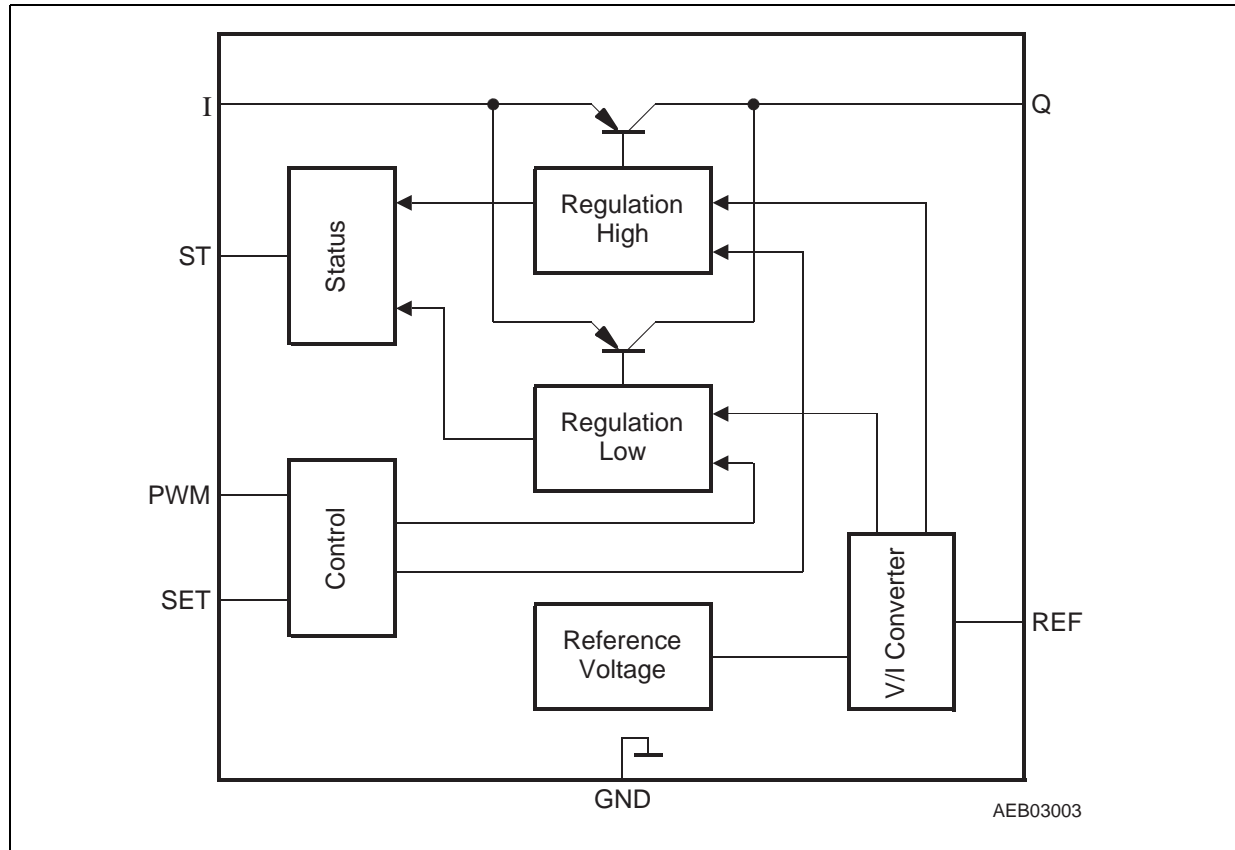 I
Q
Regulation
High
Status
ST
Regulation
Low
PWM
Control
SET
Reference
Voltage
V/I Converter
REF
GND
AEB03003